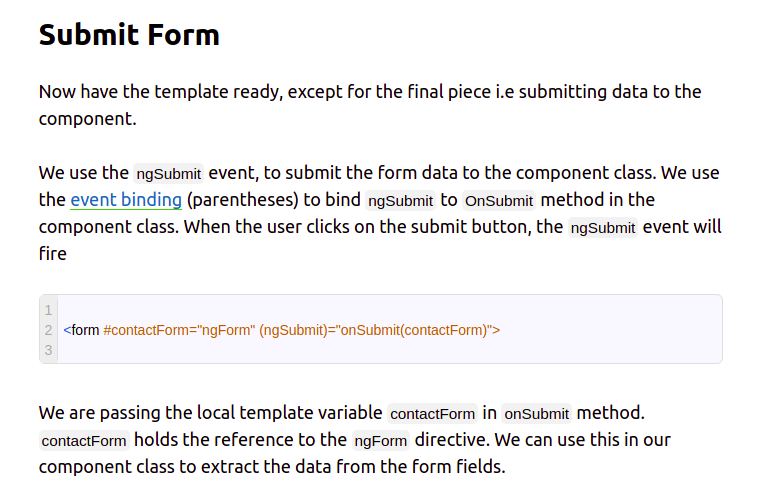 Submit Form
Now have the template ready, except for the final piece i.e submitting data to the
component.
We use the ngSubmit event, to submit the form data to the component class. We use
the event binding (parentheses) to bind ngSubmit to OnSubmit method in the
component class. When the user clicks on the submit button, the ngSubmit event will
fire
1
2 <form #contactForm="ngForm" (ngSubmit)="onSubmit(contactForm)">
3
We are passing the local template variable contactForm in onSubmit method.
contactForm holds the reference to the ngForm directive. We can use this in our
component class to extract the data from the form fields.